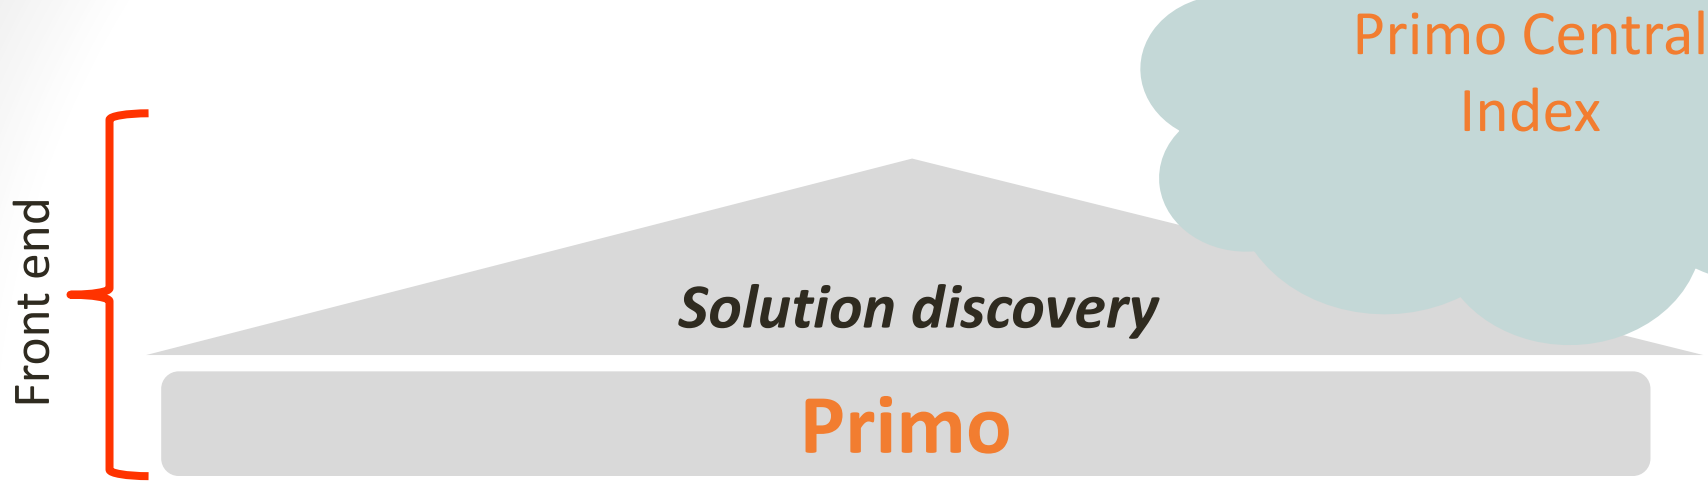 Primo Central
Index
Front end
Solution discovery
Primo